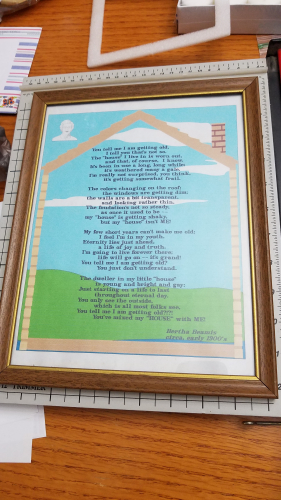 You tell me I am getting old,
I tell you that's not so,
The "house" I live in is worn out,
and that, of course, I know.
It's been in use a long, long while;
it's weathered many a gale,
I'm really not surprised, you think
it's getting somewhat frail.
The color changing on the roof;
the windows are getting dim;
the walls are a bit transparent,
and looking rather thin.
The foundation's not so steady,
as once it used to be --
my "house" is getting shaky,
but my "house" isn't ME!
My few short years can't make me old;
I feel I'm in my youth.
Eternity lies just ahead,
a life of joy and truth.
I'm going to live forever there;
life will go on -- it's grand!
You tell me I am getting old?
You just don't understand.
The dweller in my little "house"
is young and bright and gay;
Just starting on a life to last
throughout eternal day.
You only see the outside,
which is all most folks see.
You tell me I am getting old???
You've mixed my "HOUSE" with ME!
circa, early 1900's
TRIMMER